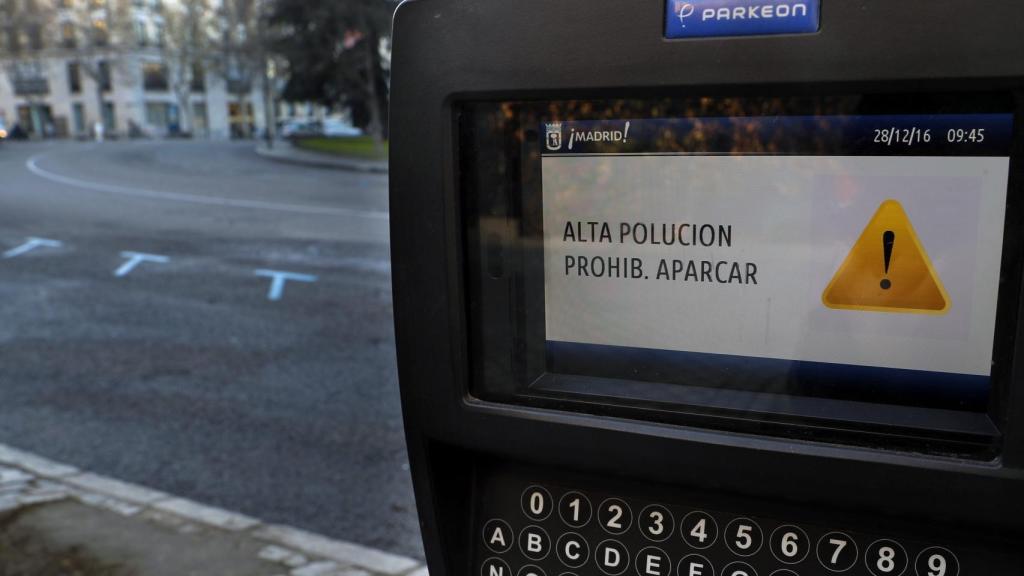 PARKEON
¡MADRID! 28/12/16 09:45
ALTA POLUCION
PROHIB. APARCAR
!
0 1 2 3 4 5 6 7 8 9
A B C D E F
N